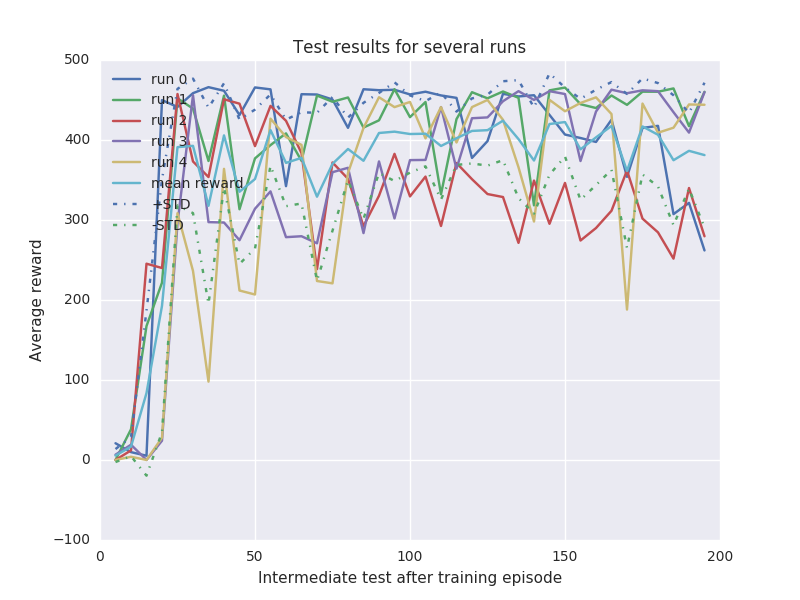 Test results for several runs
500
400
300
200
100
0
−100
Average reward
run 0
run 1
run 2
run 3
run 4
mean reward
+STD
-STD
0 50 100 150 200
Intermediate test after training episode